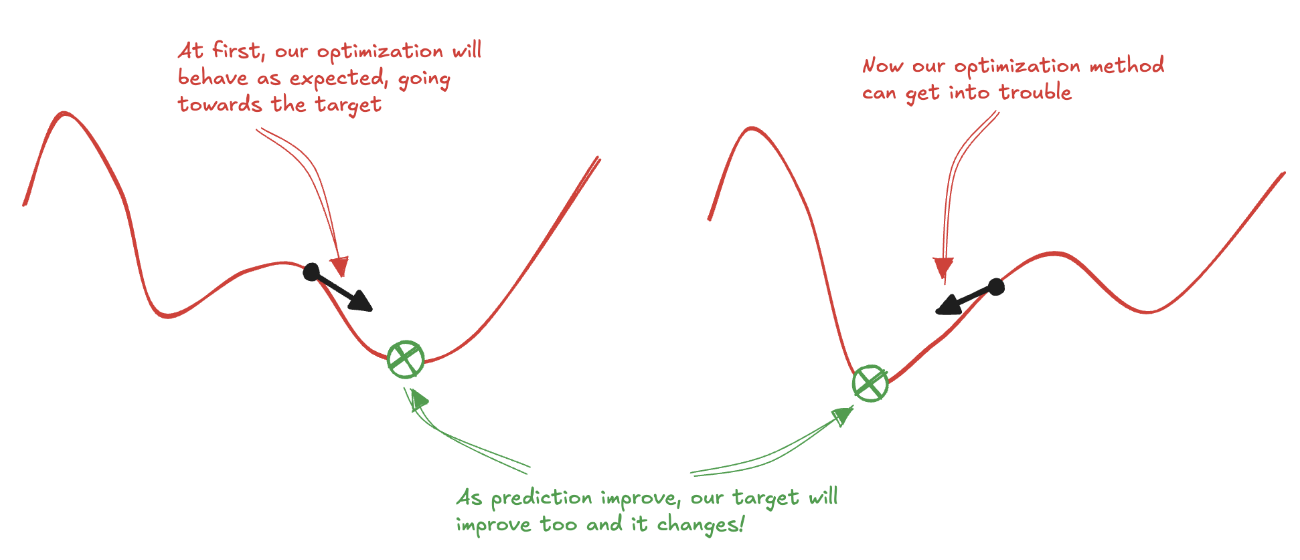 At first, our optimization will
behave as expected, going
towards the target
Now our optimization method
can get into trouble
As prediction improve, our target will
improve too and it changes!